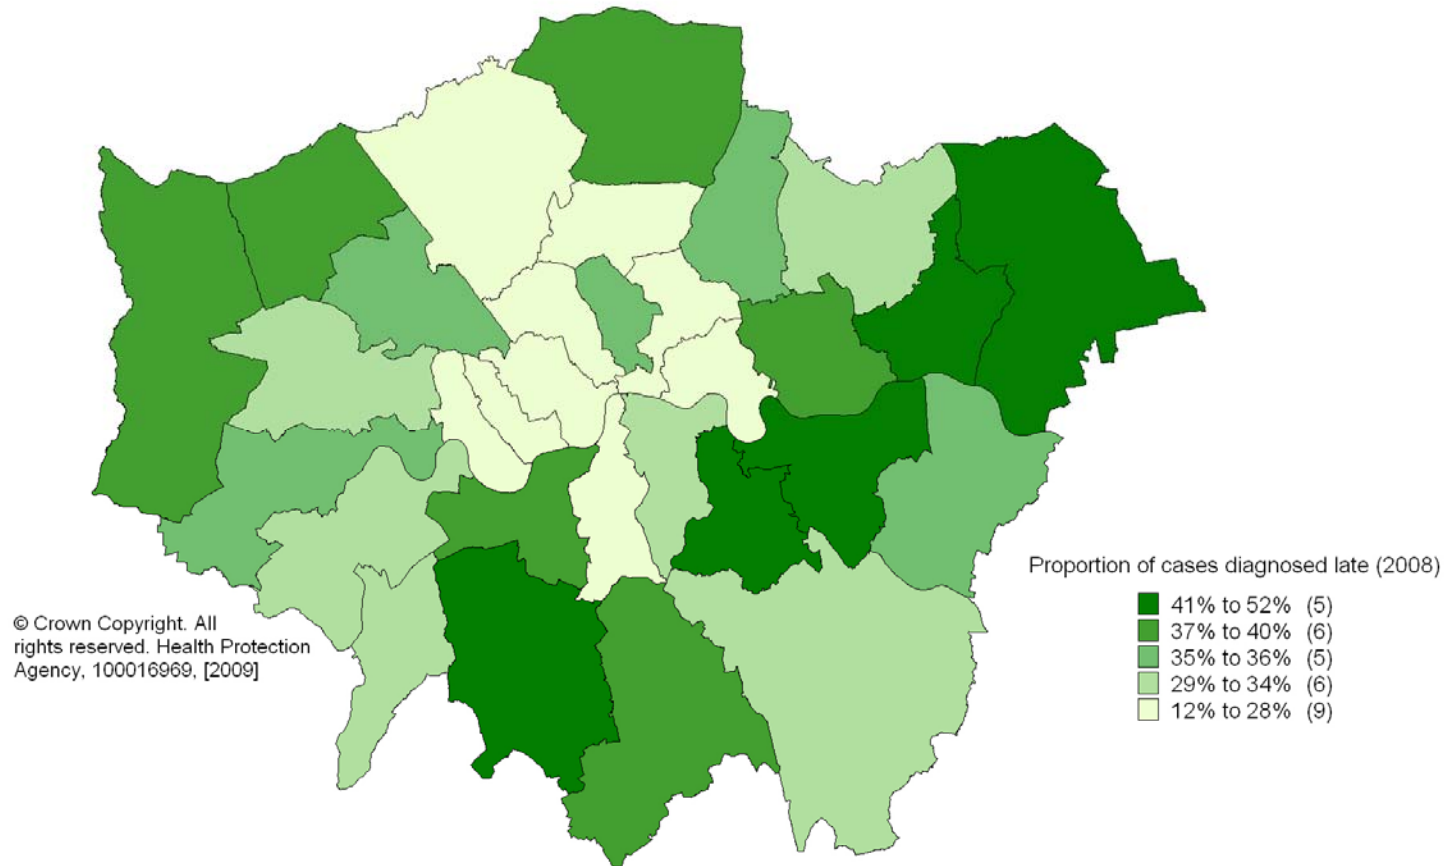 Proportion of cases diagnosed late (2008)
41% to 52% (5)
37% to 40% (6)
35% to 36% (5)
29% to 34% (6)
12% to 28% (9)
© Crown Copyright. All
rights reserved. Health Protection
Agency, 100016969, [2009]